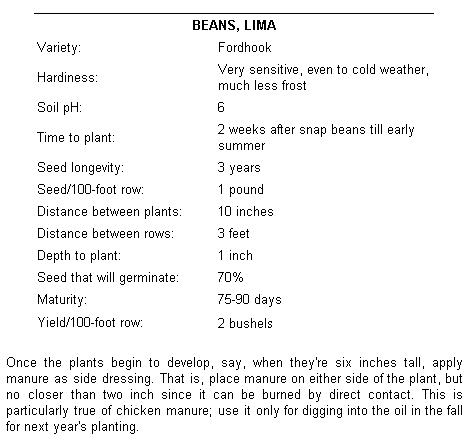 BEANS, LIMA
Variety: Fordhook
Hardiness: Very sensitive, even to cold weather,
much less frost
Soil pH: 6
Time to plant: 2 weeks after snap beans till early
summer
Seed longevity: 3 years
Seed/100-foot row: 1 pound
Distance between plants: 10 inches
Distance between rows: 3 feet
Depth to plant: 1 inch
Seed that will germinate: 70%
Maturity: 75-90 days
Yield/100-foot row: 2 bushels
Once the plants begin to develop, say, when they're six inches tall, apply
manure as side dressing. That is, place manure on either side of the plant, but
no closer than two inch since it can be burned by direct contact. This is
particularly true of chicken manure; use it only for digging into the oil in the fall
for next year's planting.